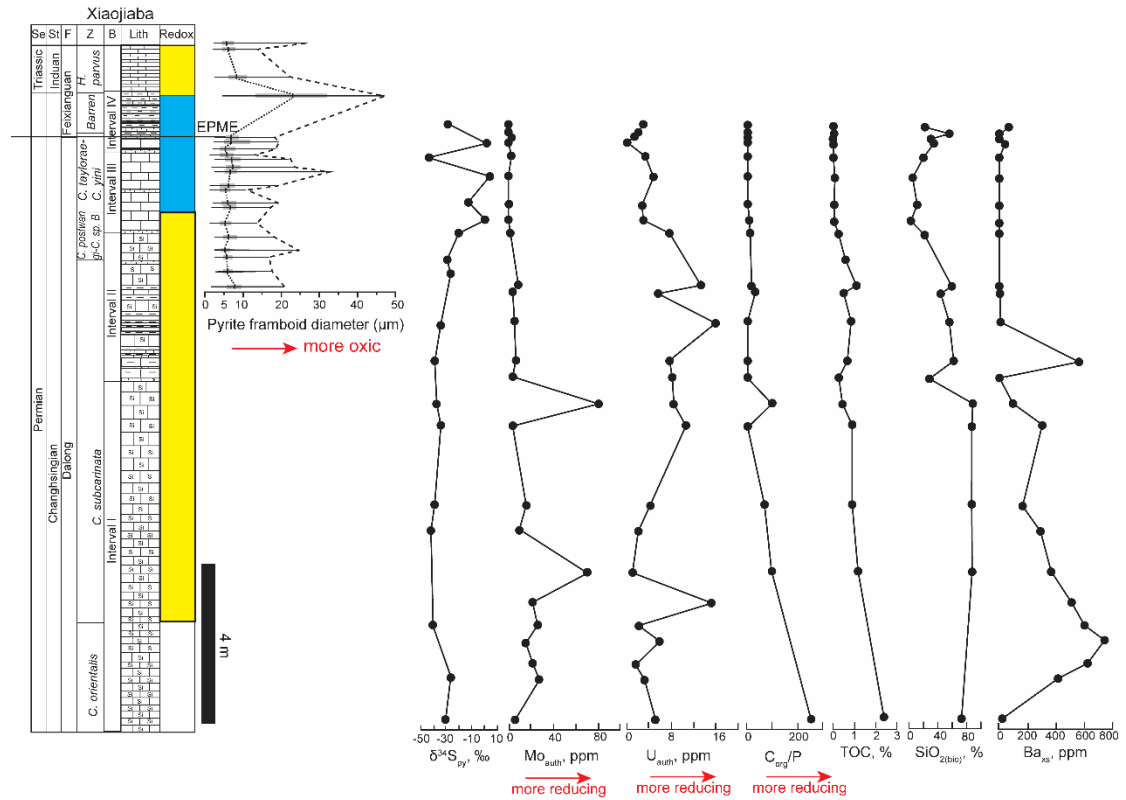 Xiaojiaba
Se St F Z B Lith Redox
Triassic
Induan
Feixianguan
H. parvus
Barren
Interval IV
EPME
C. taylorae-
C. yini
Interval III
C. postwan
gi-C. sp. B
Interval II
Permian
Changhsingian
Dalong
C. subcarinata
Interval I
C. orientalis
4 m
0 5 10 20 30 40 50
Pyrite framboid diameter (μm)
more oxic
-50 -30 -10 10
δ³⁴Spy, ‰
0 40 80
Moauth, ppm
more reducing
0 8 16
Uauth, ppm
more reducing
0 200
Corg/P
more reducing
0 1 2 3
TOC, %
0 40 80
SiO2(bio), %
0 200 400 600 800
Baxs, ppm